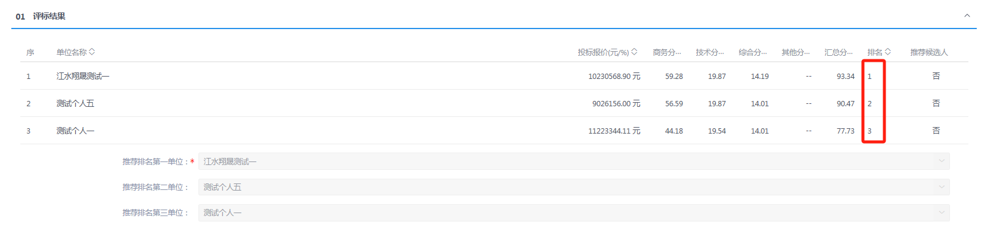 01 评标结果
序 单位名称 投标报价(元/%) 商务分... 技术分... 综合分... 其他分... 汇总分... 排名 推荐候选人
1 江水翔晟测试一 10230568.90 元 59.28 19.87 14.19 -- 93.34 1 否
2 测试个人五 9026156.00 元 56.59 19.87 14.01 -- 90.47 2 否
3 测试个人一 11223344.11 元 44.18 19.54 14.01 -- 77.73 3 否
推荐排名第一单位：* 江水翔晟测试一
推荐排名第二单位： 测试个人五
推荐排名第三单位： 测试个人一